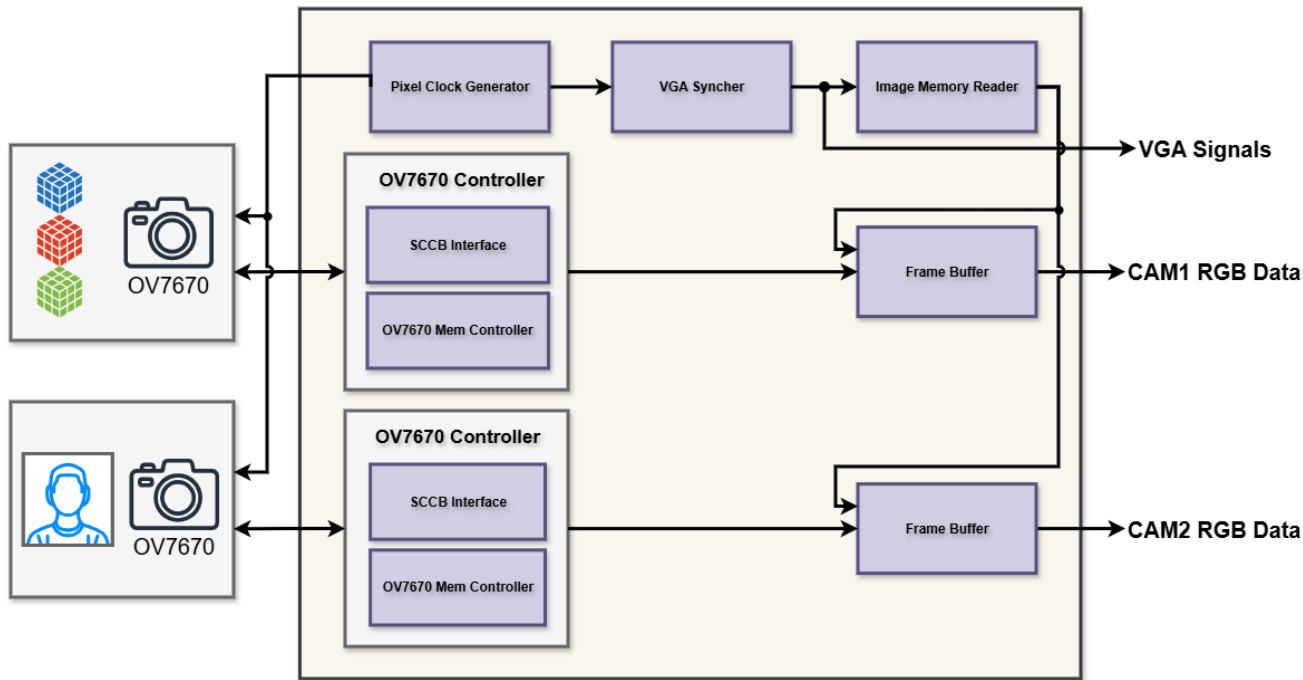 Pixel Clock Generator
VGA Syncher
Image Memory Reader
VGA Signals
OV7670 Controller
SCCB Interface
OV7670 Mem Controller
OV7670
Frame Buffer
CAM1 RGB Data
OV7670 Controller
SCCB Interface
OV7670 Mem Controller
OV7670
Frame Buffer
CAM2 RGB Data